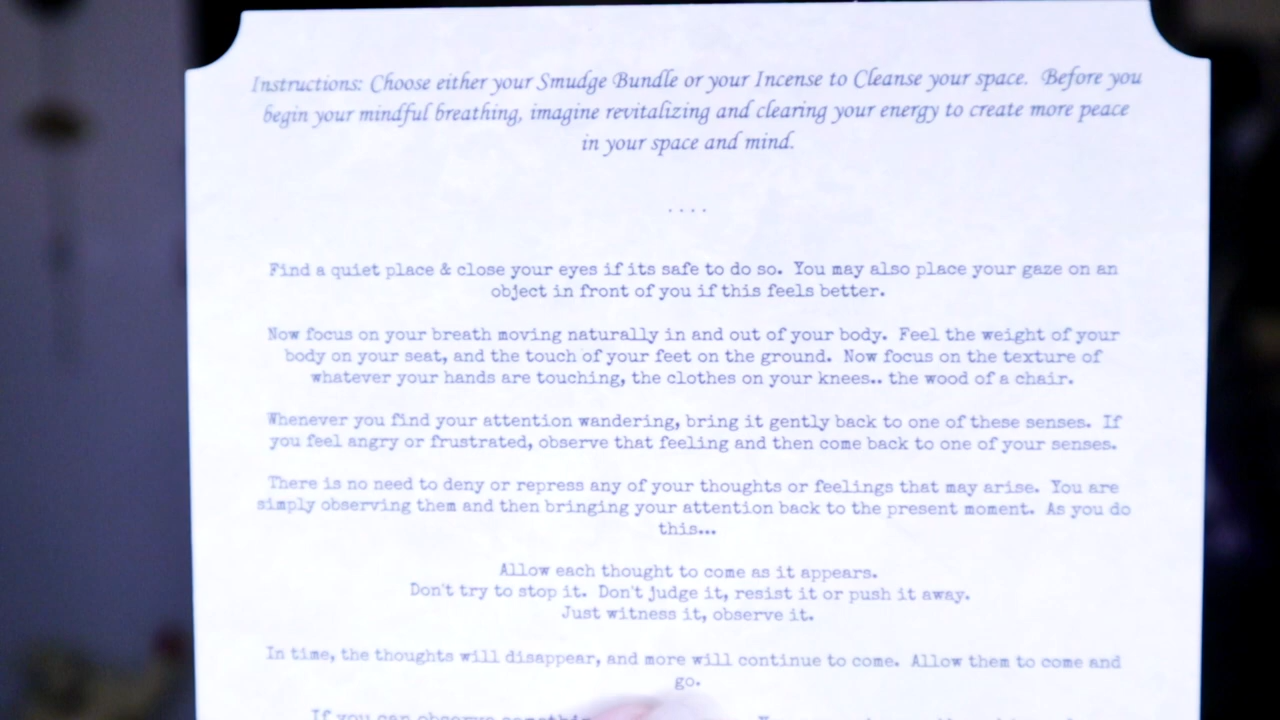 Instructions: Choose either your Smudge Bundle or your Incense to Cleanse your space. Before you
begin your mindful breathing, imagine revitalizing and clearing your energy to create more peace
in your space and mind.
....
Find a quiet place & close your eyes if its safe to do so. You may also place your gaze on an
object in front of you if this feels better.
Now focus on your breath moving naturally in and out of your body. Feel the weight of your
body on your seat, and the touch of your feet on the ground. Now focus on the texture of
whatever your hands are touching, the clothes on your knees.. the wood of a chair.
Whenever you find your attention wandering, bring it gently back to one of these senses. If
you feel angry or frustrated, observe that feeling and then come back to one of your senses.
There is no need to deny or repress any of your thoughts or feelings that may arise. You are
simply observing them and then bringing your attention back to the present moment. As you do
this...
Allow each thought to come as it appears.
Don't try to stop it. Don't judge it, resist it or push it away.
Just witness it, observe it.
In time, the thoughts will disappear, and more will continue to come. Allow them to come and
go.
If you can observe